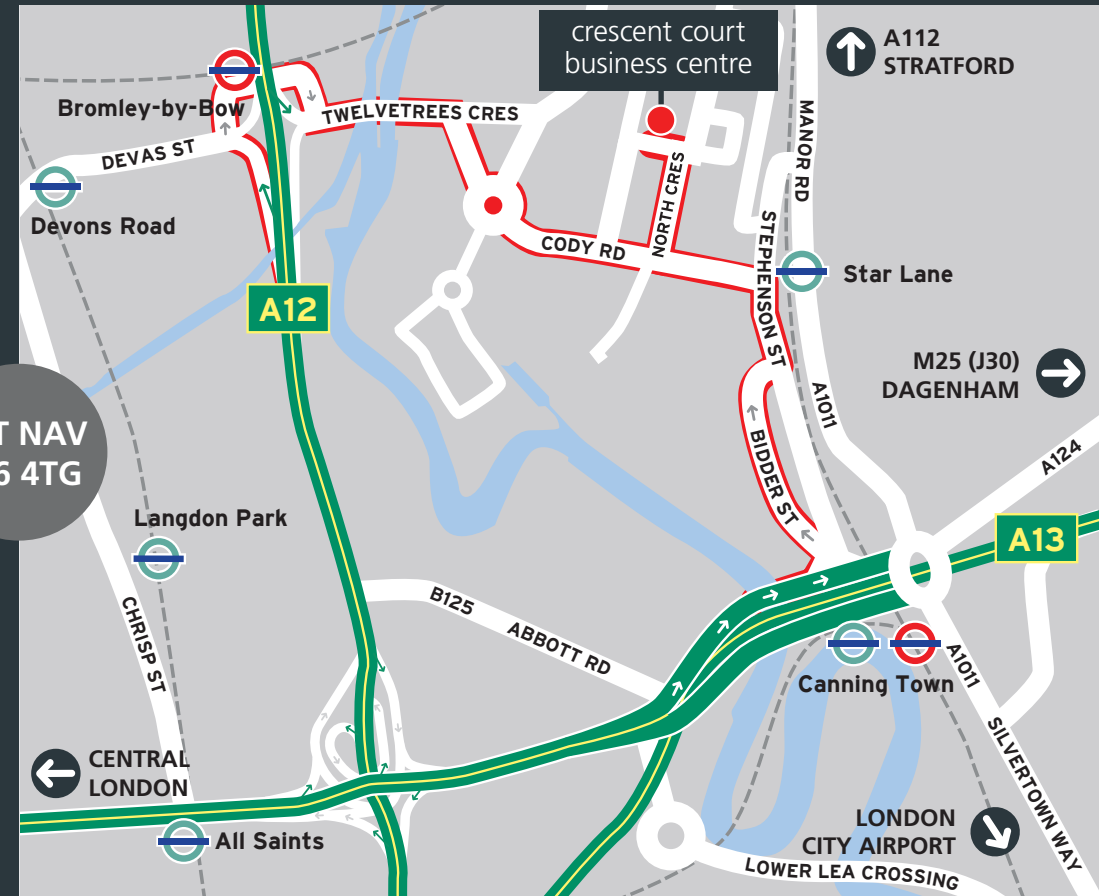 crescent court
business centre
A112
STRATFORD
Bromley-by-Bow
TWELVETREES CRES
MANOR RD
DEVAS ST
NORTH CRES
Devons Road
STEPHENSON ST
CODY RD
Star Lane
A12
M25 (J30)
DAGENHAM
A1011
T NAV
6 4TG
BIDDER ST
A124
Langdon Park
A13
B125
ABBOTT RD
CHRISP ST
A1011
Canning Town
SILVERTOWN WAY
CENTRAL
LONDON
LONDON
CITY AIRPORT
All Saints
LOWER LEA CROSSING